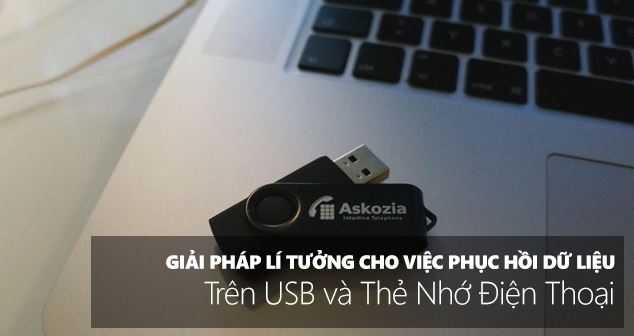 Askozia
Intuitive Telephony
GIẢI PHÁP LÍ TƯỞNG CHO VIỆC PHỤC HỒI DỮ LIỆU
Trên USB và Thẻ Nhớ Điện Thoại